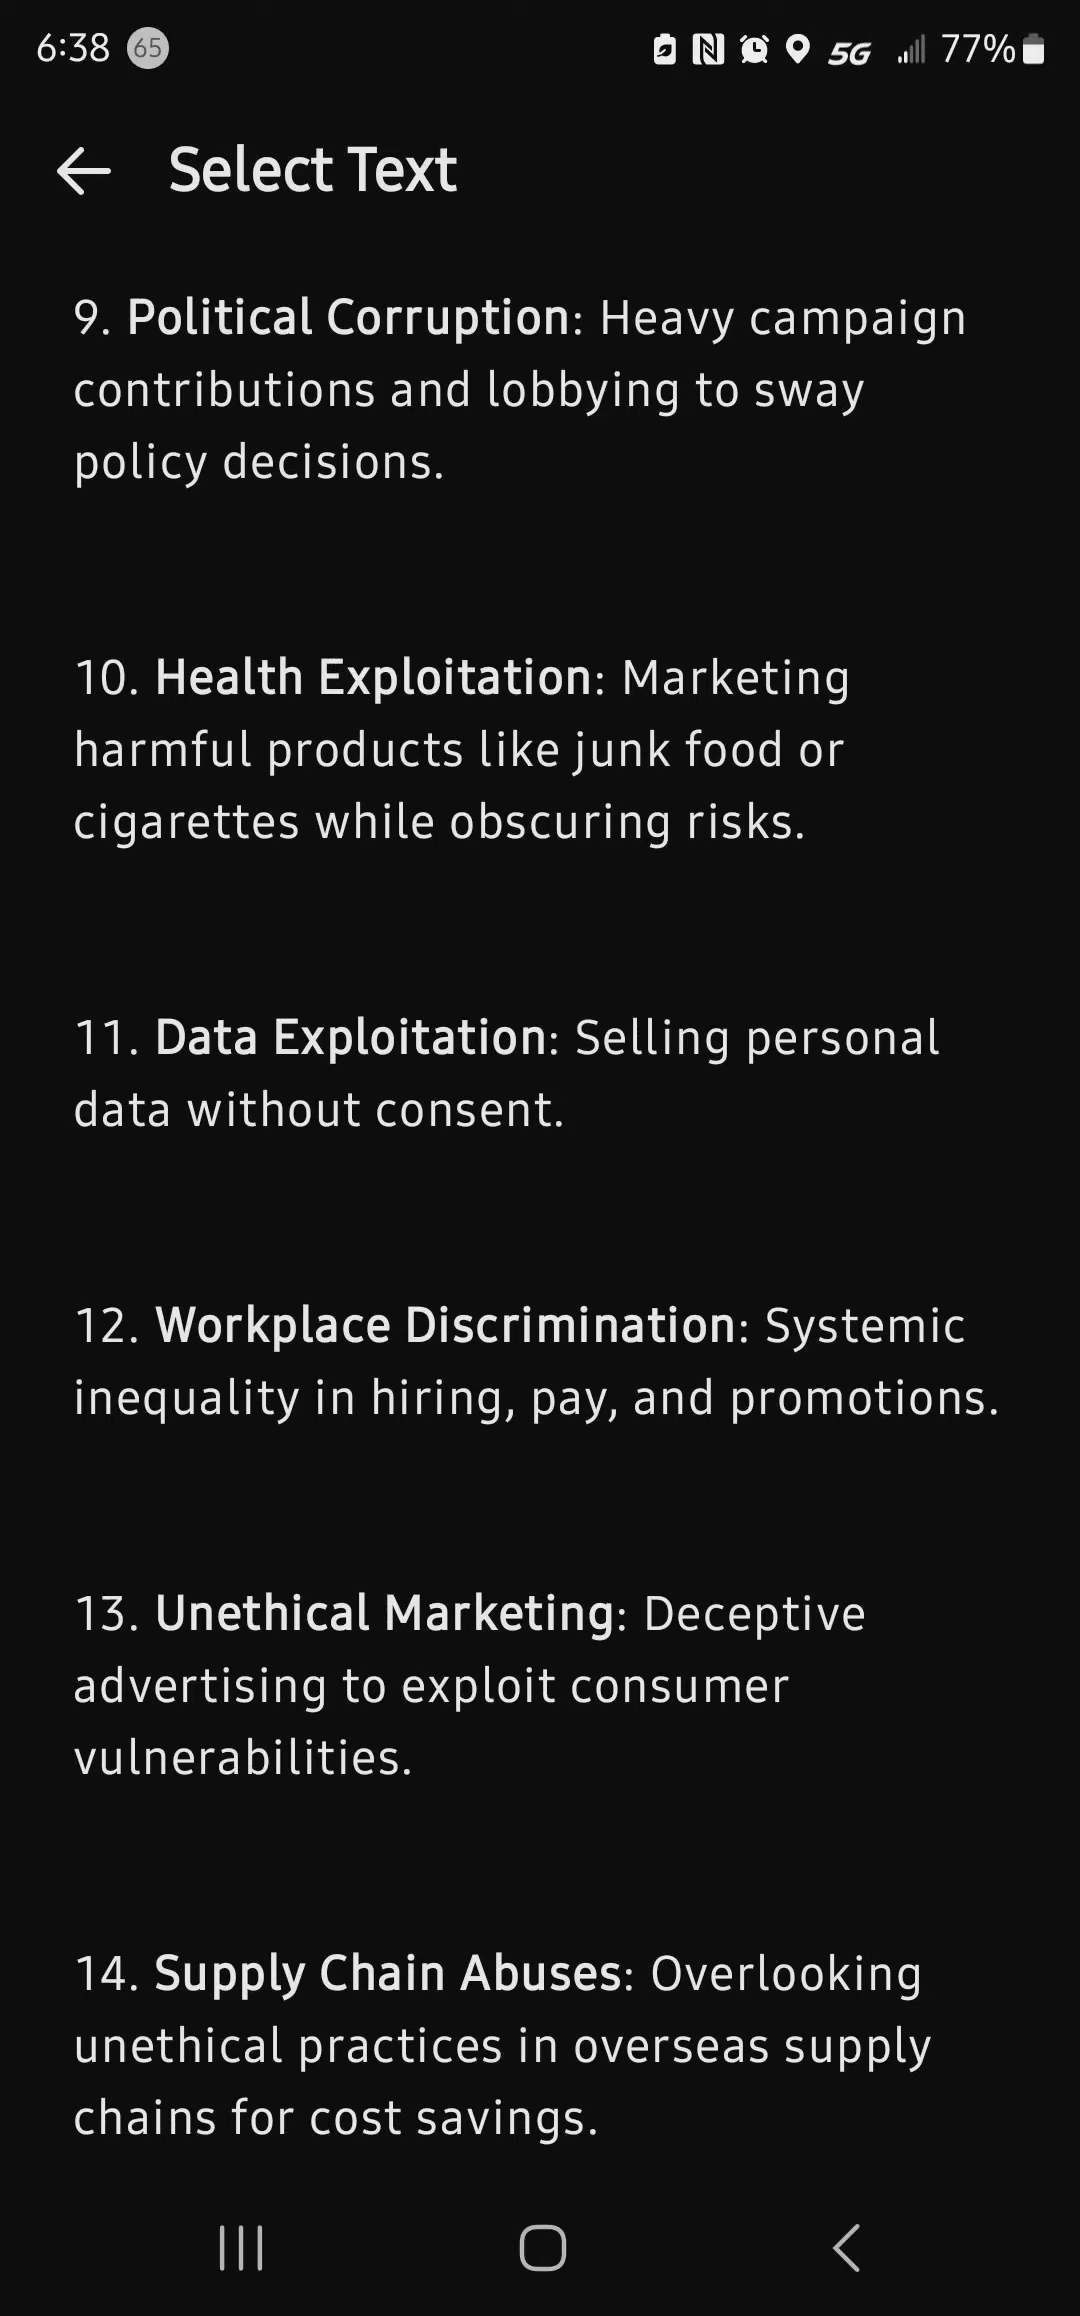 6:38 65 5G 77%
Select Text
9. Political Corruption: Heavy campaign
contributions and lobbying to sway
policy decisions.
10. Health Exploitation: Marketing
harmful products like junk food or
cigarettes while obscuring risks.
11. Data Exploitation: Selling personal
data without consent.
12. Workplace Discrimination: Systemic
inequality in hiring, pay, and promotions.
13. Unethical Marketing: Deceptive
advertising to exploit consumer
vulnerabilities.
14. Supply Chain Abuses: Overlooking
unethical practices in overseas supply
chains for cost savings.